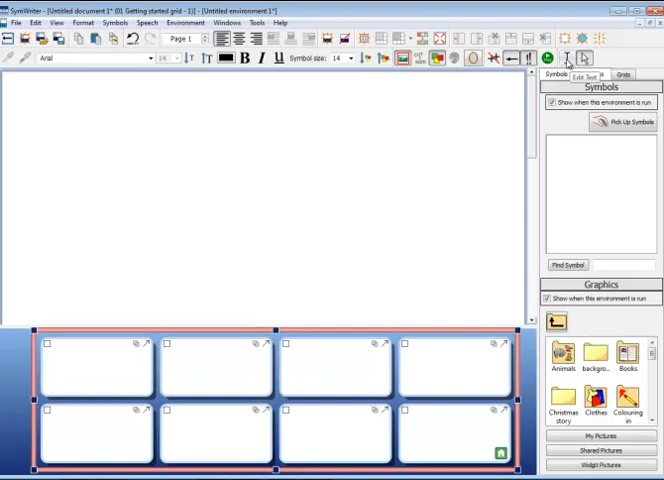 SymWriter - [Untitled document 1* (01 Getting started grid - 1)] - [Untitled environment 1*]
File Edit View Format Symbols Speech Environment Windows Tools Help
Page 1
Arial 14 B I U Symbol size: 14
Edit Text
Symbols Grids
Symbols
Show when this environment is run
Pick Up Symbols
Find Symbol
Graphics
Show when this environment is run
Animals backgro... Books
Christmas story Clothes Colouring in
My Pictures
Shared Pictures
Widgit Pictures